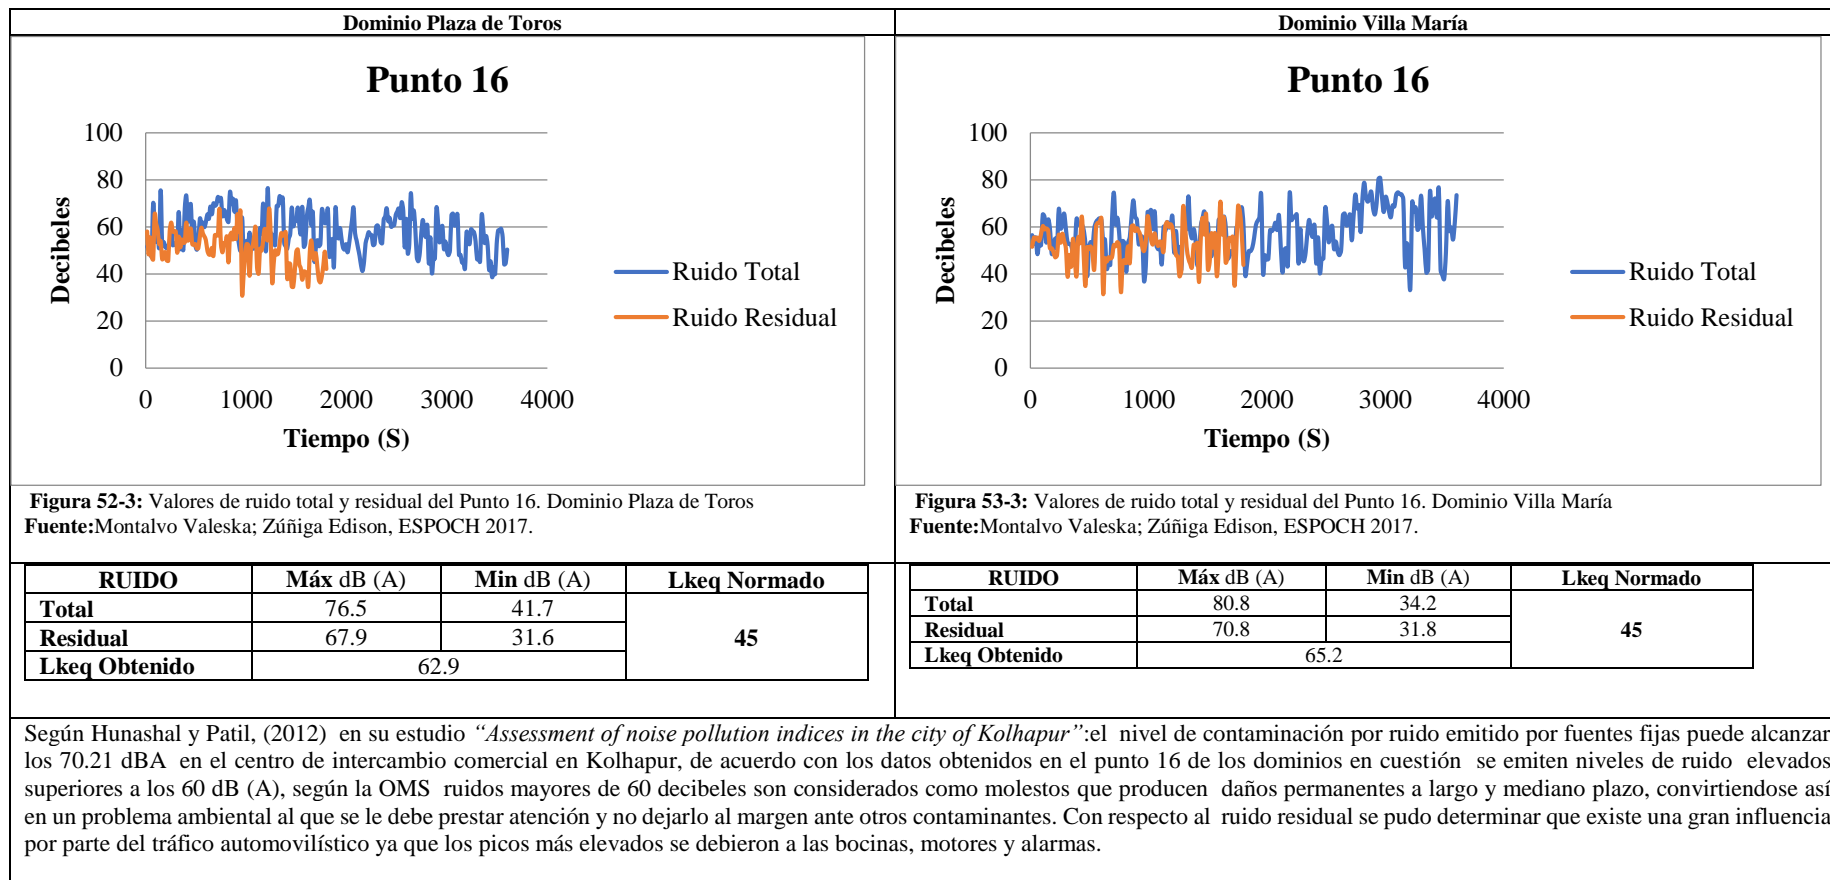 Dominio Plaza de Toros
Punto 16
100
80
60
40
20
0
Decibeles
0 1000 2000 3000 4000
Tiempo (S)
Ruido Total
Ruido Residual
Figura 52-3: Valores de ruido total y residual del Punto 16. Dominio Plaza de Toros
Fuente:Montalvo Valeska; Zúñiga Edison, ESPOCH 2017.
RUIDO Máx dB (A) Min dB (A) Lkeq Normado
Total 76.5 41.7
Residual 67.9 31.6 45
Lkeq Obtenido 62.9
Dominio Villa María
Punto 16
100
80
60
40
20
0
Decibeles
0 1000 2000 3000 4000
Tiempo (S)
Ruido Total
Ruido Residual
Figura 53-3: Valores de ruido total y residual del Punto 16. Dominio Villa María
Fuente:Montalvo Valeska; Zúñiga Edison, ESPOCH 2017.
RUIDO Máx dB (A) Min dB (A) Lkeq Normado
Total 80.8 34.2
Residual 70.8 31.8 45
Lkeq Obtenido 65.2
Según Hunashal y Patil, (2012) en su estudio “Assessment of noise pollution indices in the city of Kolhapur”:el nivel de contaminación por ruido emitido por fuentes fijas puede alcanzar
los 70.21 dBA en el centro de intercambio comercial en Kolhapur, de acuerdo con los datos obtenidos en el punto 16 de los dominios en cuestión se emiten niveles de ruido elevados
superiores a los 60 dB (A), según la OMS ruidos mayores de 60 decibeles son considerados como molestos que producen daños permanentes a largo y mediano plazo, convirtiendose así
en un problema ambiental al que se le debe prestar atención y no dejarlo al margen ante otros contaminantes. Con respecto al ruido residual se pudo determinar que existe una gran influencia
por parte del tráfico automovilístico ya que los picos más elevados se debieron a las bocinas, motores y alarmas.